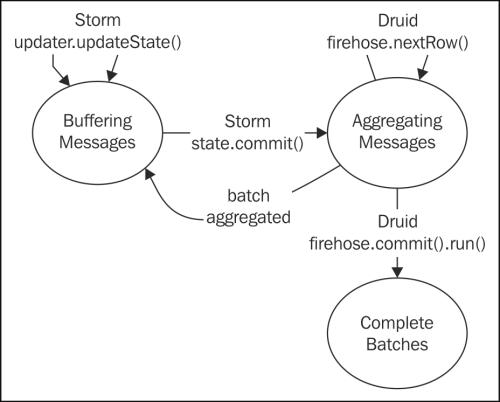 Storm
updater.updateState()
Druid
firehose.nextRow()
Buffering
Messages
Storm
state.commit()
Aggregating
Messages
batch
aggregated
Druid
firehose.commit().run()
Complete
Batches